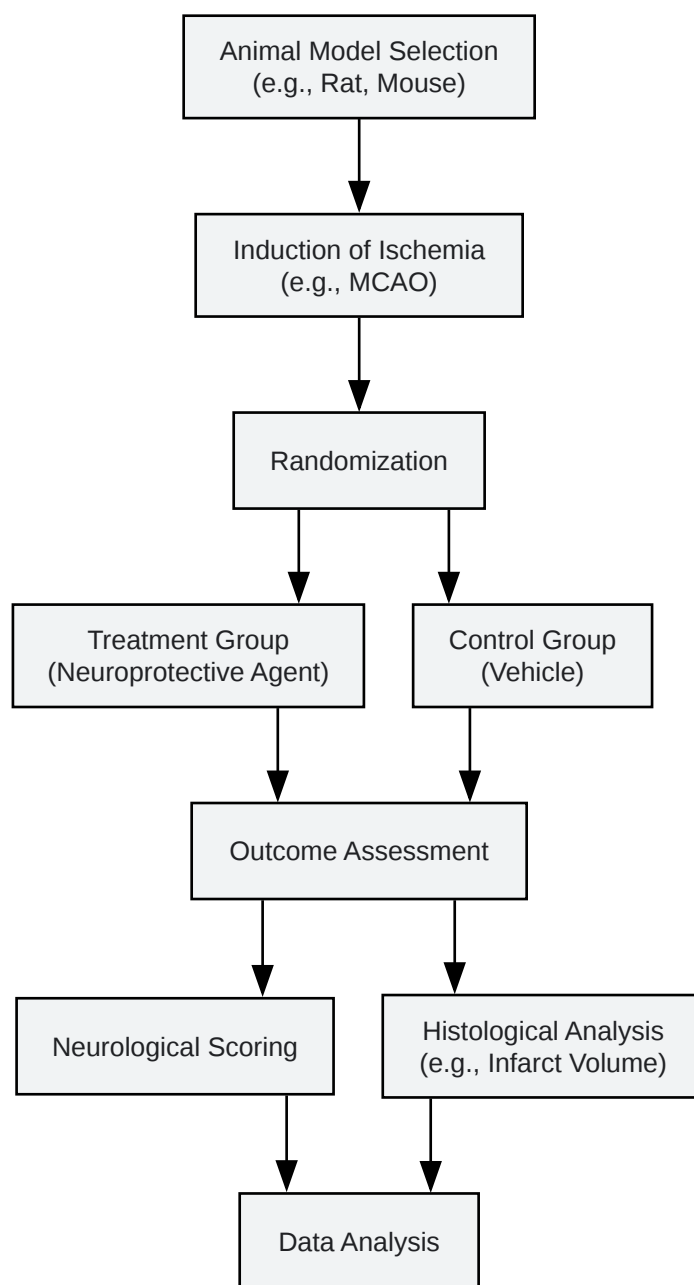 Animal Model Selection
(e.g., Rat, Mouse)
Induction of Ischemia
(e.g., MCAO)
Randomization
Treatment Group
(Neuroprotective Agent)
Control Group
(Vehicle)
Outcome Assessment
Neurological Scoring
Histological Analysis
(e.g., Infarct Volume)
Data Analysis